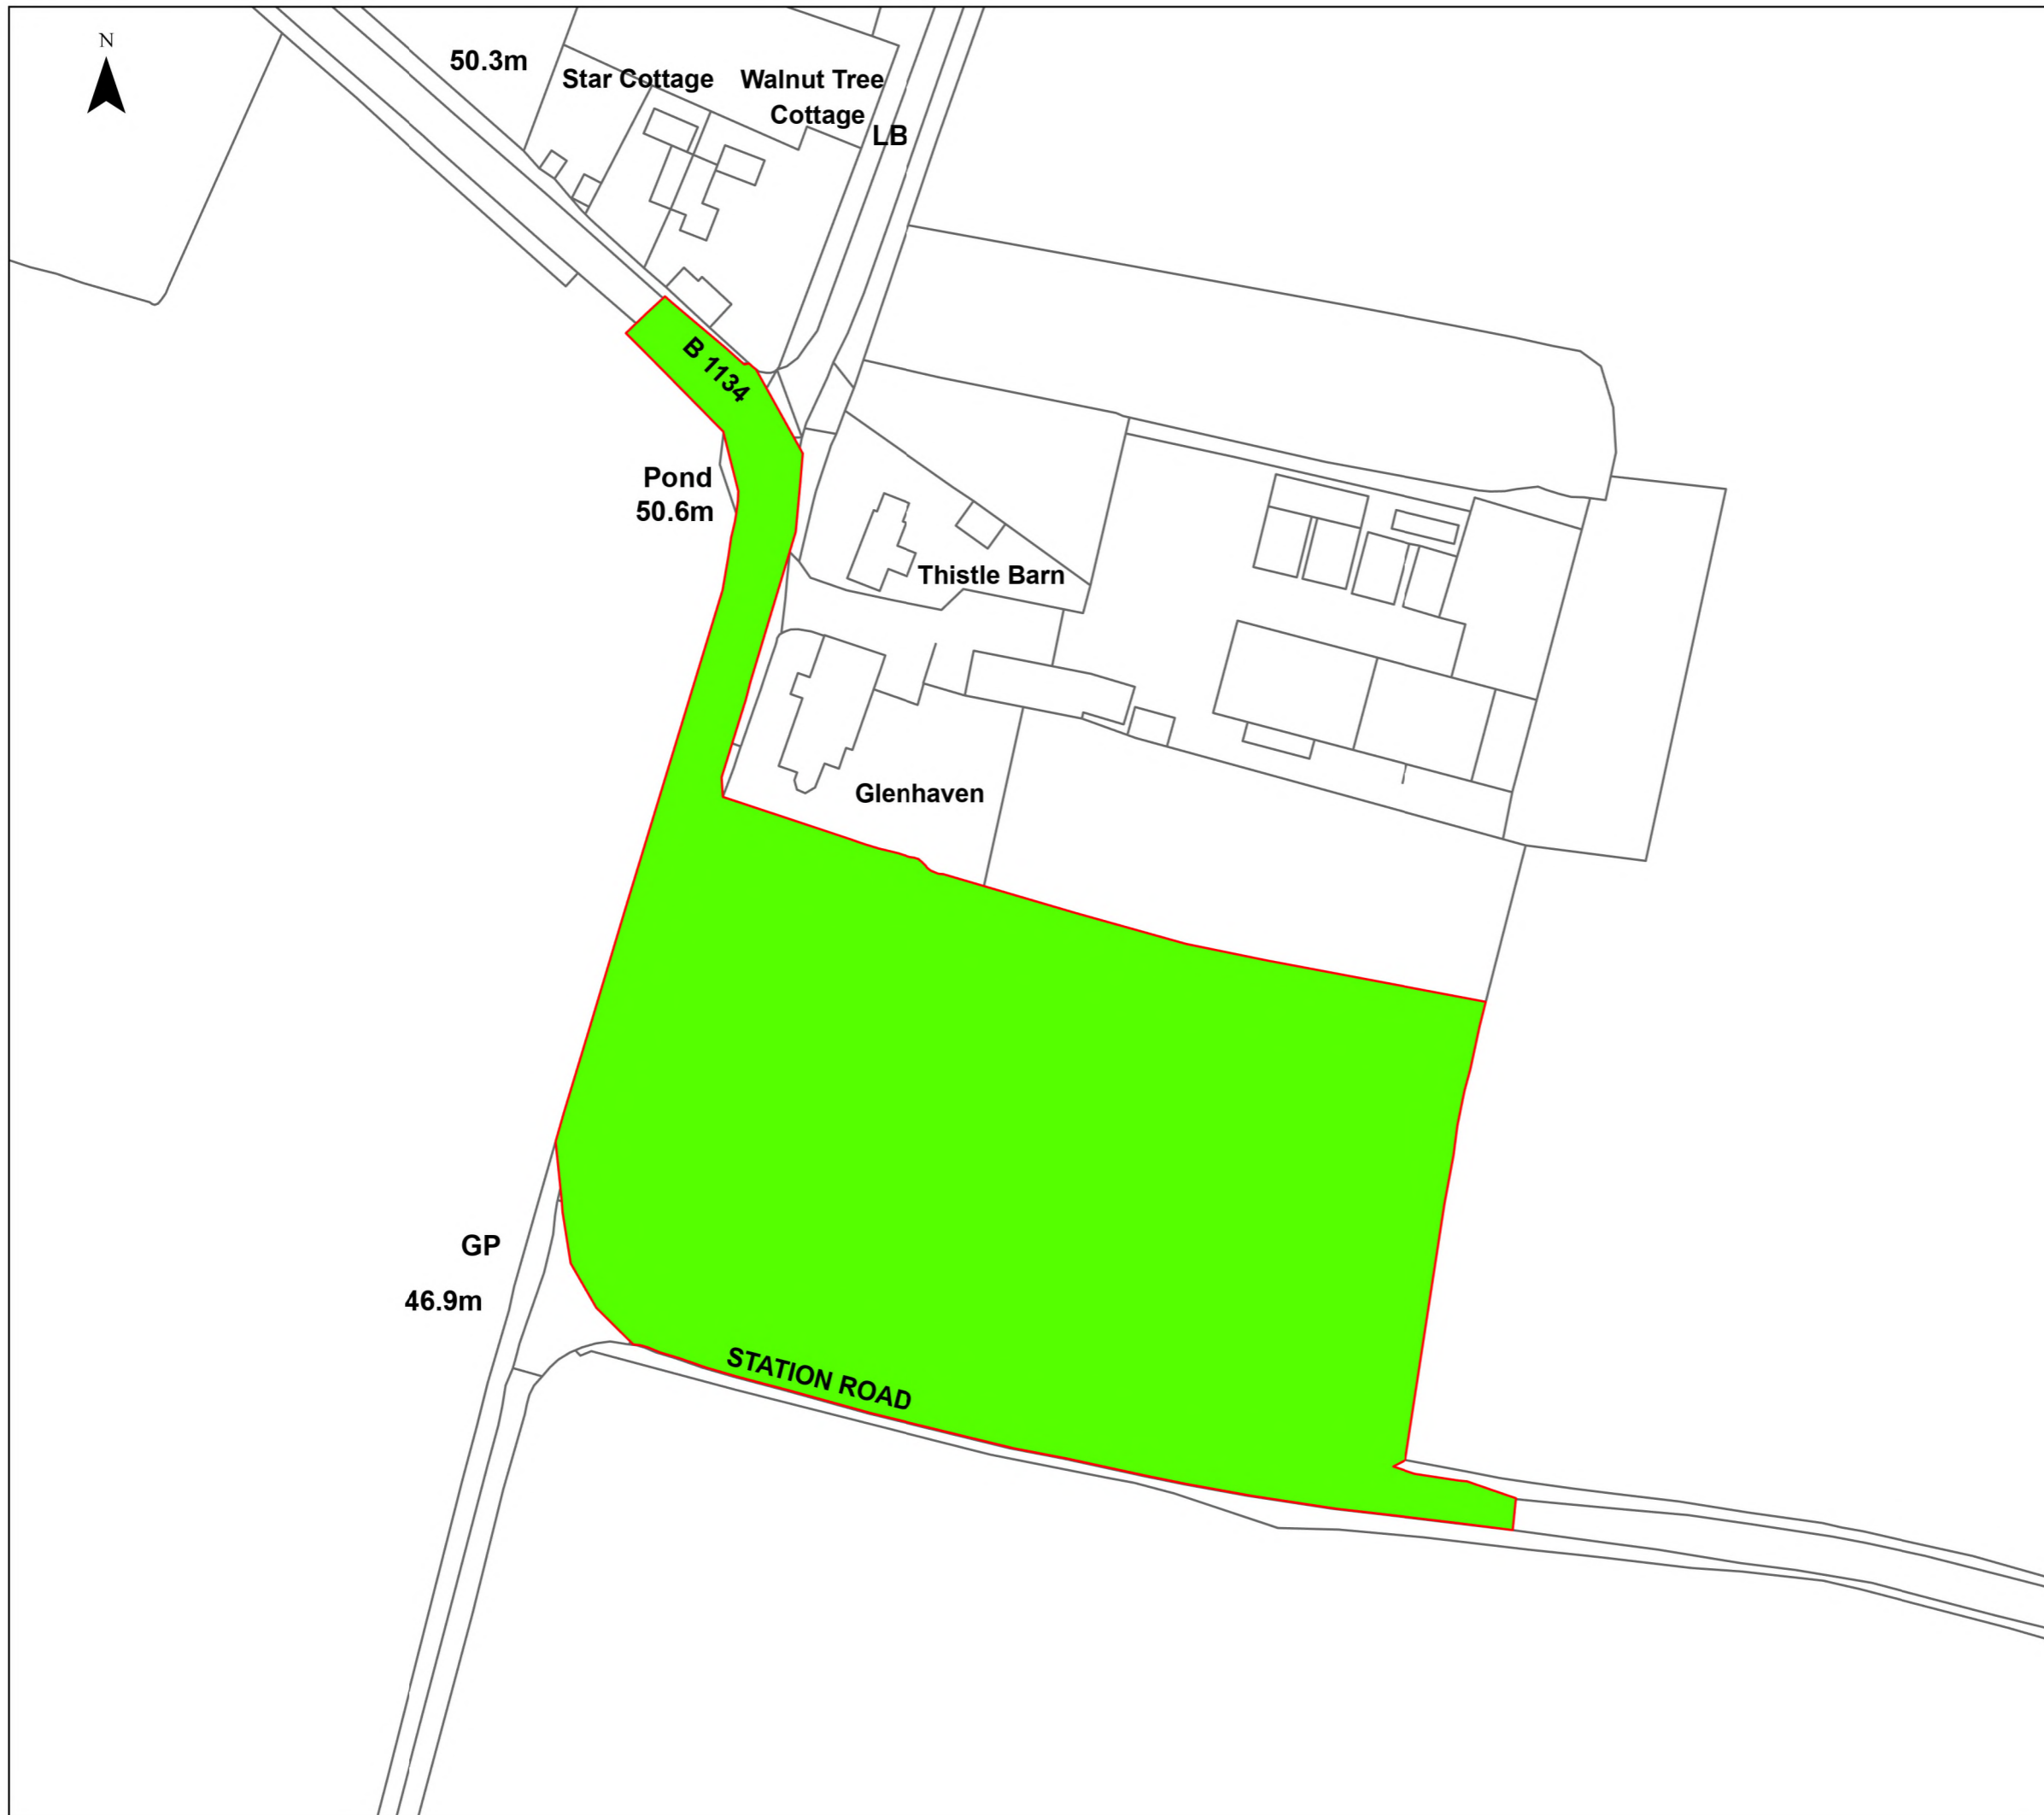 N
50.3m
Star Cottage
Walnut Tree
Cottage
LB
B 1134
Pond
50.6m
Thistle Barn
Glenhaven
GP
46.9m
STATION ROAD